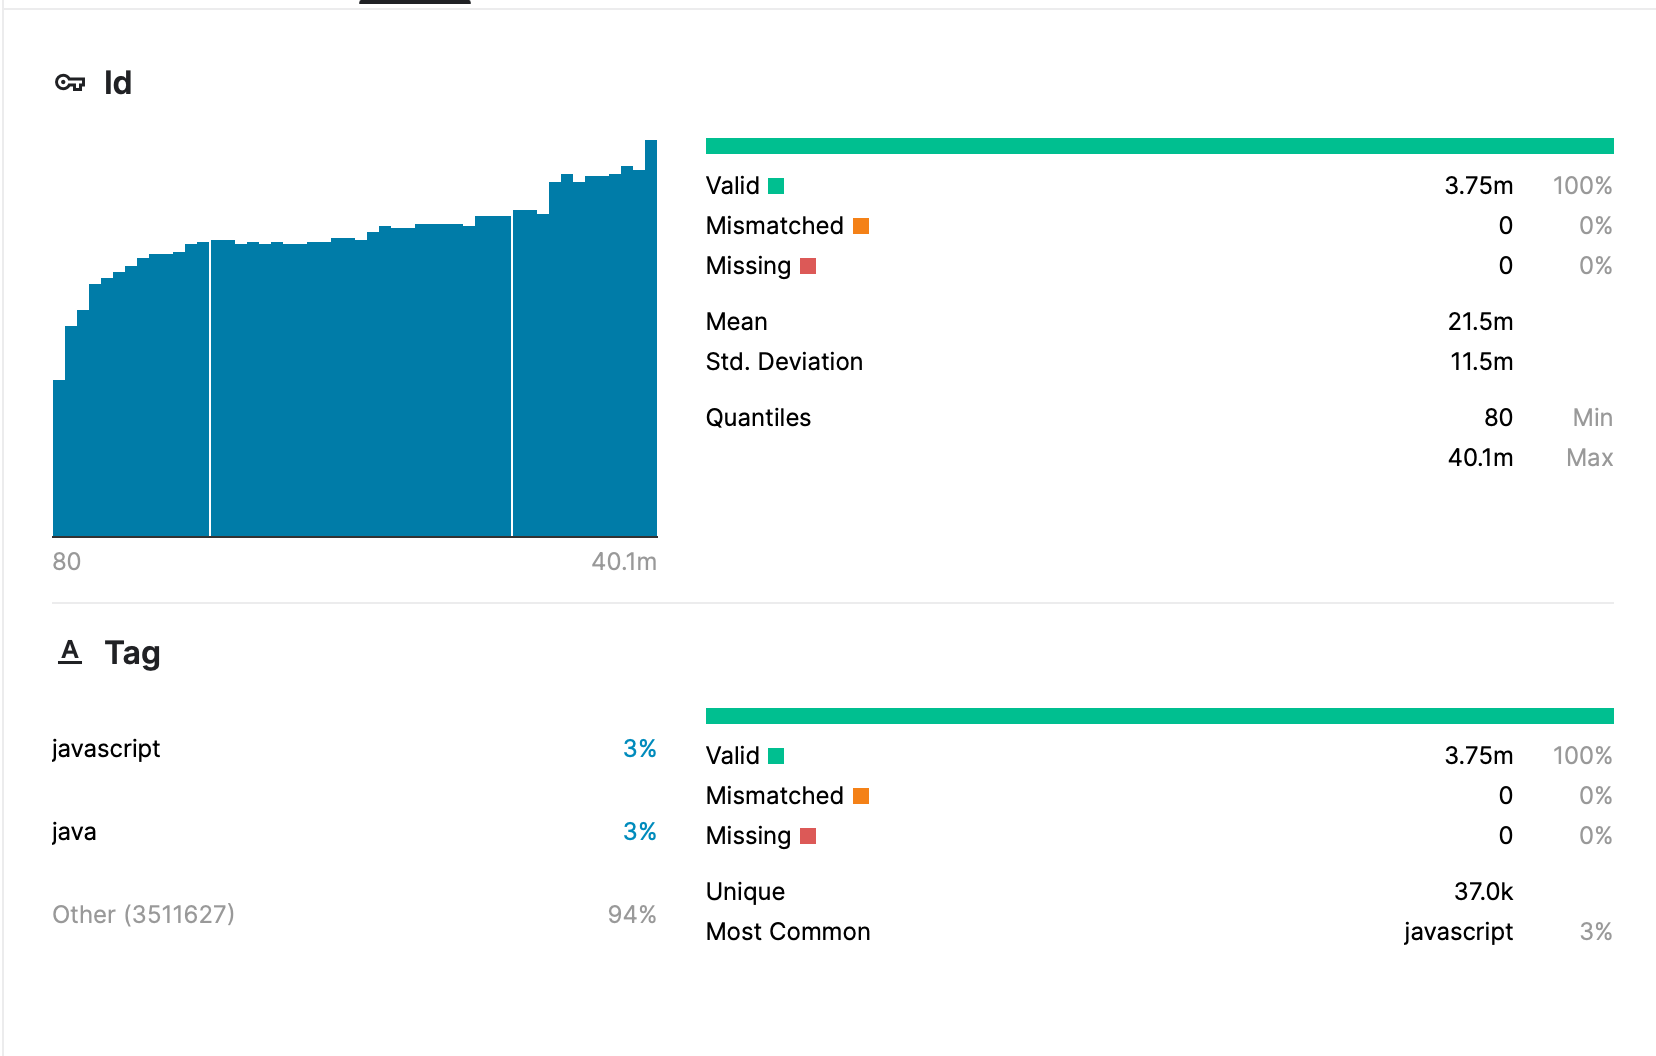 Id
80 40.1m
Valid 3.75m 100%
Mismatched 0 0%
Missing 0 0%
Mean 21.5m
Std. Deviation 11.5m
Quantiles 80 Min
40.1m Max
A Tag
javascript 3%
java 3%
Other (3511627) 94%
Valid 3.75m 100%
Mismatched 0 0%
Missing 0 0%
Unique 37.0k
Most Common javascript 3%